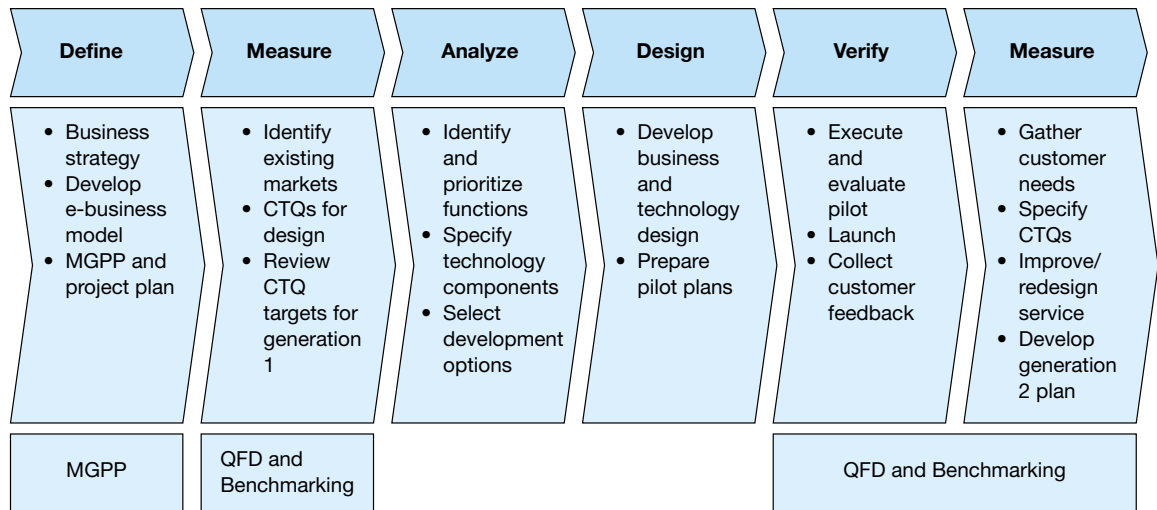 Define
Measure
Analyze
Design
Verify
Measure
• Business
strategy
• Develop
e-business
model
• MGPP and
project plan
• Identify
existing
markets
• CTQs for
design
• Review
CTQ
targets for
generation
1
• Identify
and
prioritize
functions
• Specify
technology
components
• Select
development
options
• Develop
business
and
technology
design
• Prepare
pilot plans
• Execute
and
evaluate
pilot
• Launch
• Collect
customer
feedback
• Gather
customer
needs
• Specify
CTQs
• Improve/
redesign
service
• Develop
generation
2 plan
MGPP
QFD and
Benchmarking
QFD and Benchmarking